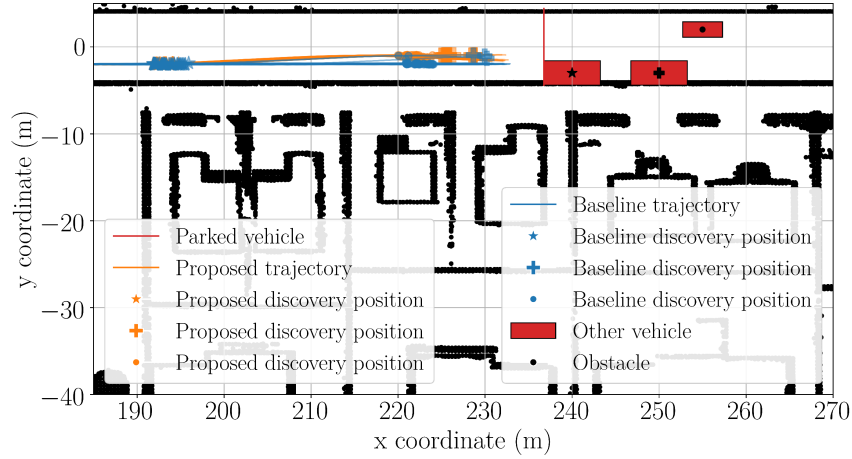 0
−10
−20
−30
−40
y coordinate (m)
Parked vehicle
Proposed trajectory
Proposed discovery position
Proposed discovery position
Proposed discovery position
Baseline trajectory
Baseline discovery position
Baseline discovery position
Baseline discovery position
Other vehicle
Obstacle
190 200 210 220 230 240 250 260 270
x coordinate (m)